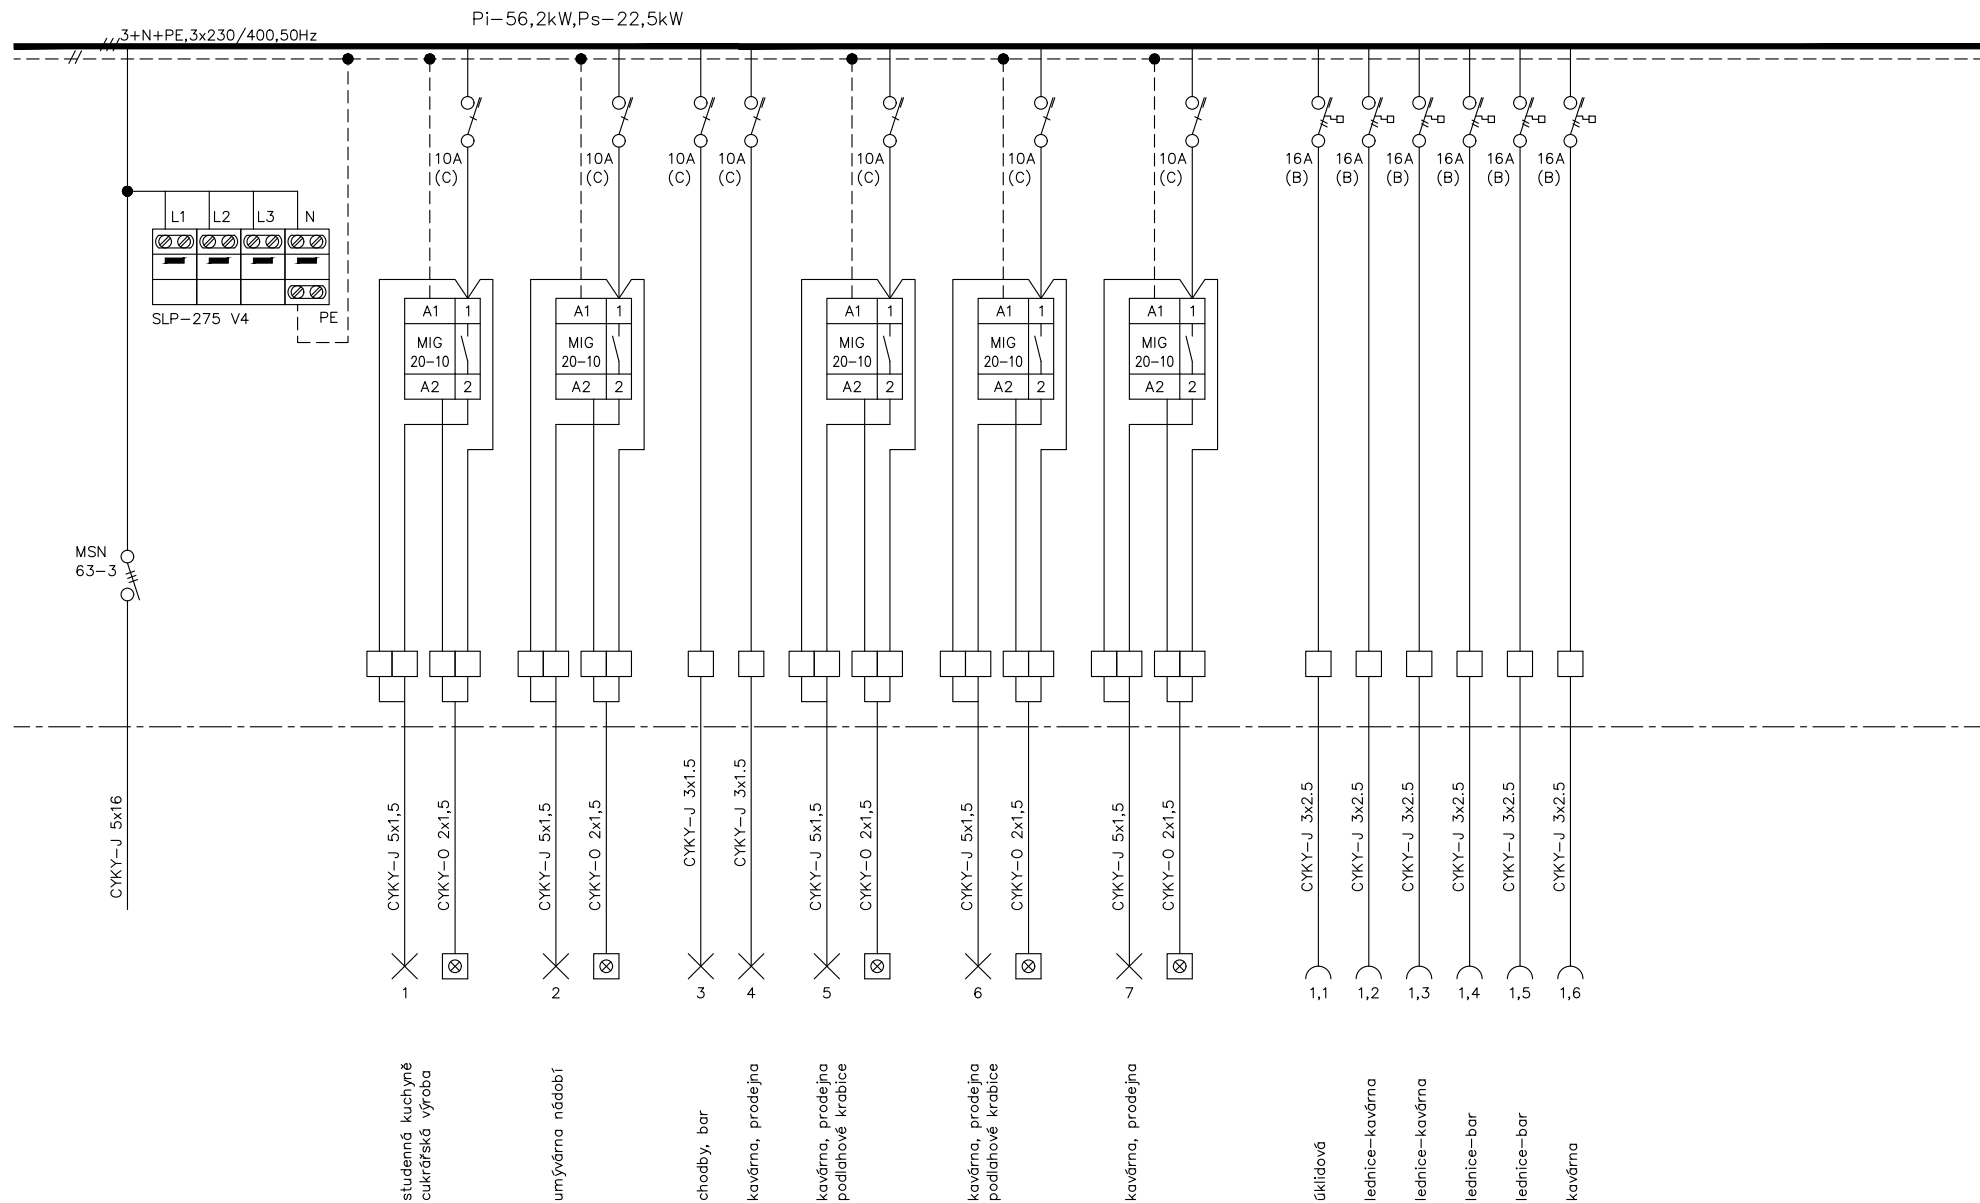 Pi-56,2kW,Ps-22,5kW
3+N+PE,3x230/400,50Hz
10A
(C)
10A
(C)
10A
(C)
10A
(C)
10A
(C)
10A
(C)
10A
(C)
16A
(B)
16A
(B)
16A
(B)
16A
(B)
16A
(B)
16A
(B)
L1 L2 L3 N
SLP-275 V4 PE
A1 1
MIG
20-10
A2 2
A1 1
MIG
20-10
A2 2
A1 1
MIG
20-10
A2 2
A1 1
MIG
20-10
A2 2
A1 1
MIG
20-10
A2 2
MSN
63-3
CYKY-J 5x16
CYKY-J 5x1,5
CYKY-O 2x1,5
CYKY-J 5x1,5
CYKY-O 2x1,5
CYKY-J 3x1.5
CYKY-J 3x1.5
CYKY-J 5x1,5
CYKY-O 2x1,5
CYKY-J 5x1,5
CYKY-O 2x1,5
CYKY-J 5x1,5
CYKY-O 2x1,5
CYKY-J 3x2.5
CYKY-J 3x2.5
CYKY-J 3x2.5
CYKY-J 3x2.5
CYKY-J 3x2.5
CYKY-J 3x2.5
1 2 3 4 5 6 7 1,1 1,2 1,3 1,4 1,5 1,6
studenná kuchyně
cukrářská výroba
umývárna nádobí
chodby, bar
kavárna, prodejna
kavárna, prodejna
podlahové krabice
kavárna, prodejna
podlahové krabice
kavárna, prodejna
úklidová
lednice-kavárna
lednice-kavárna
lednice-bar
lednice-bar
kavárna